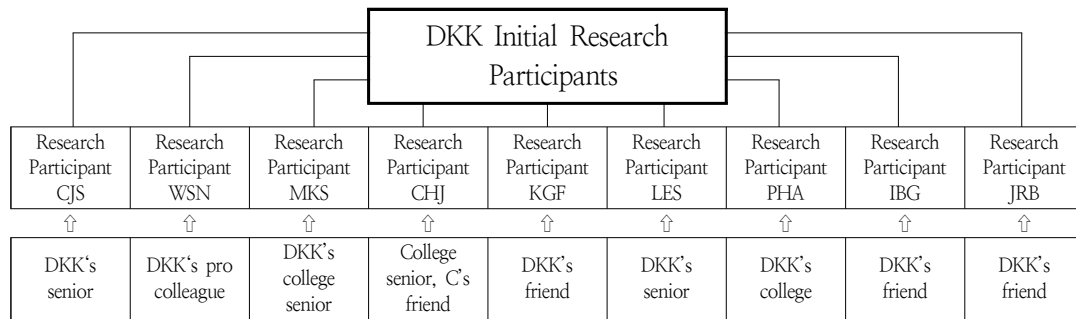 DKK Initial Research
Participants
Research
Participant
CJS
Research
Participant
WSN
Research
Participant
MKS
Research
Participant
CHJ
Research
Participant
KGF
Research
Participant
LES
Research
Participant
PHA
Research
Participant
IBG
Research
Participant
JRB
DKK‘s
senior
DKK‘s pro
colleague
DKK’s
college
senior
College
senior, C’s
friend
DKK’s
friend
DKK’s
senior
DKK’s
college
DKK’s
friend
DKK’s
friend